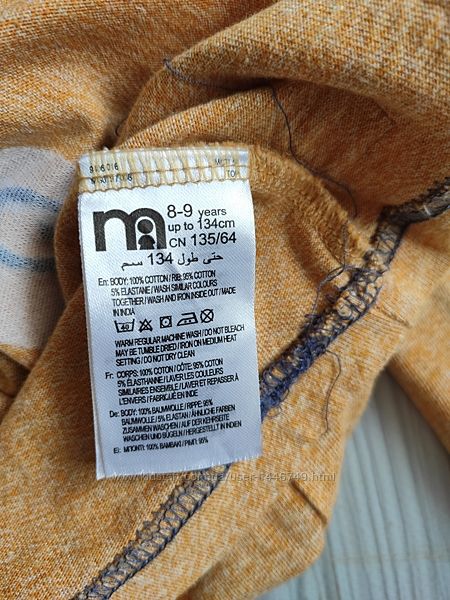 8-9 years
up to 134cm
CN 135/64
حتى طول 134 سم
En: BODY: 100% COTTON / RIB: 95% COTTON
5% ELASTANE / WASH SIMILAR COLOURS
TOGETHER / WASH AND IRON INSIDE OUT / MADE
IN INDIA
WARM REGULAR MACHINE WASH / DO NOT BLEACH
MAY BE TUMBLE DRIED / IRON ON MEDIUM HEAT
SETTING / DO NOT DRY CLEAN
Fr: CORPS: 100% COTON / CÔTE: 95% COTON
5% ÉLASTHANNE / LAVER LES COULEURS
SIMILAIRES ENSEMBLE / LAVER ET REPASSER À
L'ENVERS / FABRIQUÉ EN INDE
De: BODY: 100% BAUMWOLLE / RIPPE: 95%
BAUMWOLLE / 5% ELASTAN / ÄHNLICHE FARBEN
ZUSAMMEN WASCHEN / AUF DER KEHRSEITE
WASCHEN UND BÜGELN / HERGESTELLT IN INDIEN